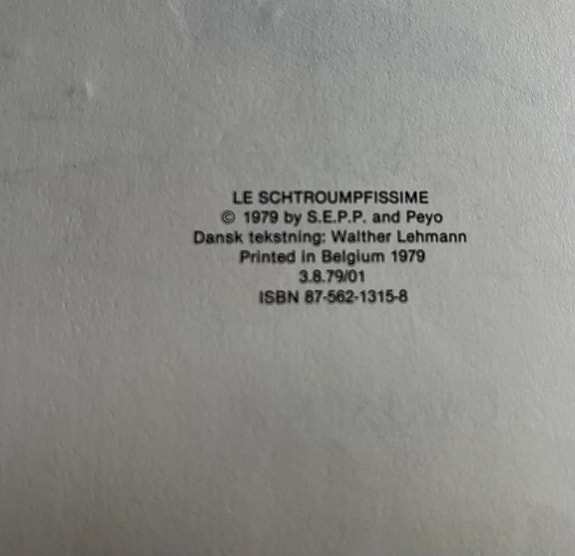 LE SCHTROUMPFISSIME
© 1979 by S.E.P.P. and Peyo
Dansk tekstning: Walther Lehmann
Printed in Belgium 1979
3.8.79/01
ISBN 87-562-1315-8